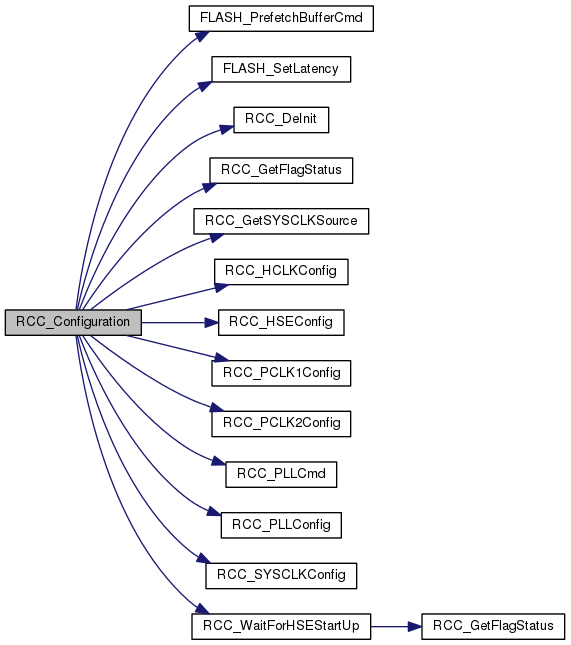 FLASH_PrefetchBufferCmd
FLASH_SetLatency
RCC_DeInit
RCC_GetFlagStatus
RCC_GetSYSCLKSource
RCC_HCLKConfig
RCC_Configuration
RCC_HSEConfig
RCC_PCLK1Config
RCC_PCLK2Config
RCC_PLLCmd
RCC_PLLConfig
RCC_SYSCLKConfig
RCC_WaitForHSEStartUp
RCC_GetFlagStatus